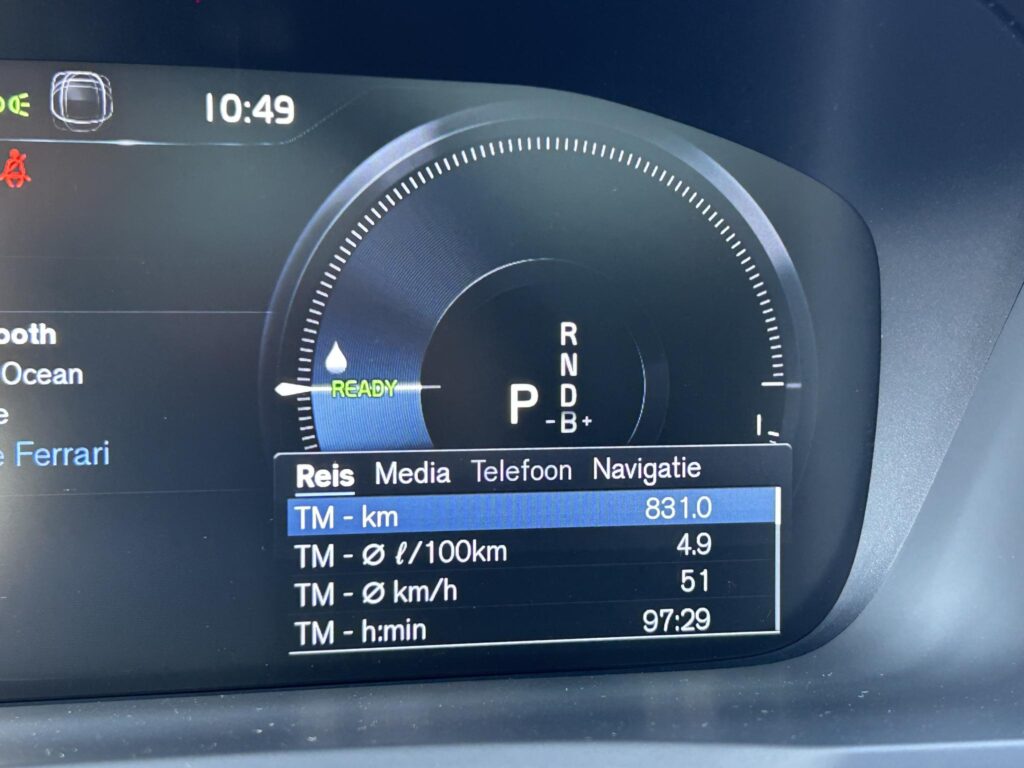 10:49
ooth
Ocean
e
e Ferrari
READY
R
N
D
P -B+
Reis Media Telefoon Navigatie
TM - km 831.0
TM - Ø ℓ/100km 4.9
TM - Ø km/h 51
TM - h:min 97:29